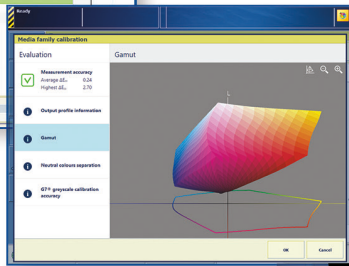 Ready
Media family calibration
Evaluation
Gamut
Measurement accuracy
Average ΔE₀₀ 0.24
Highest ΔE₀₀ 2.70
Output profile information
Gamut
Neutral colours separation
G7® greyscale calibration
accuracy
L
OK
Cancel